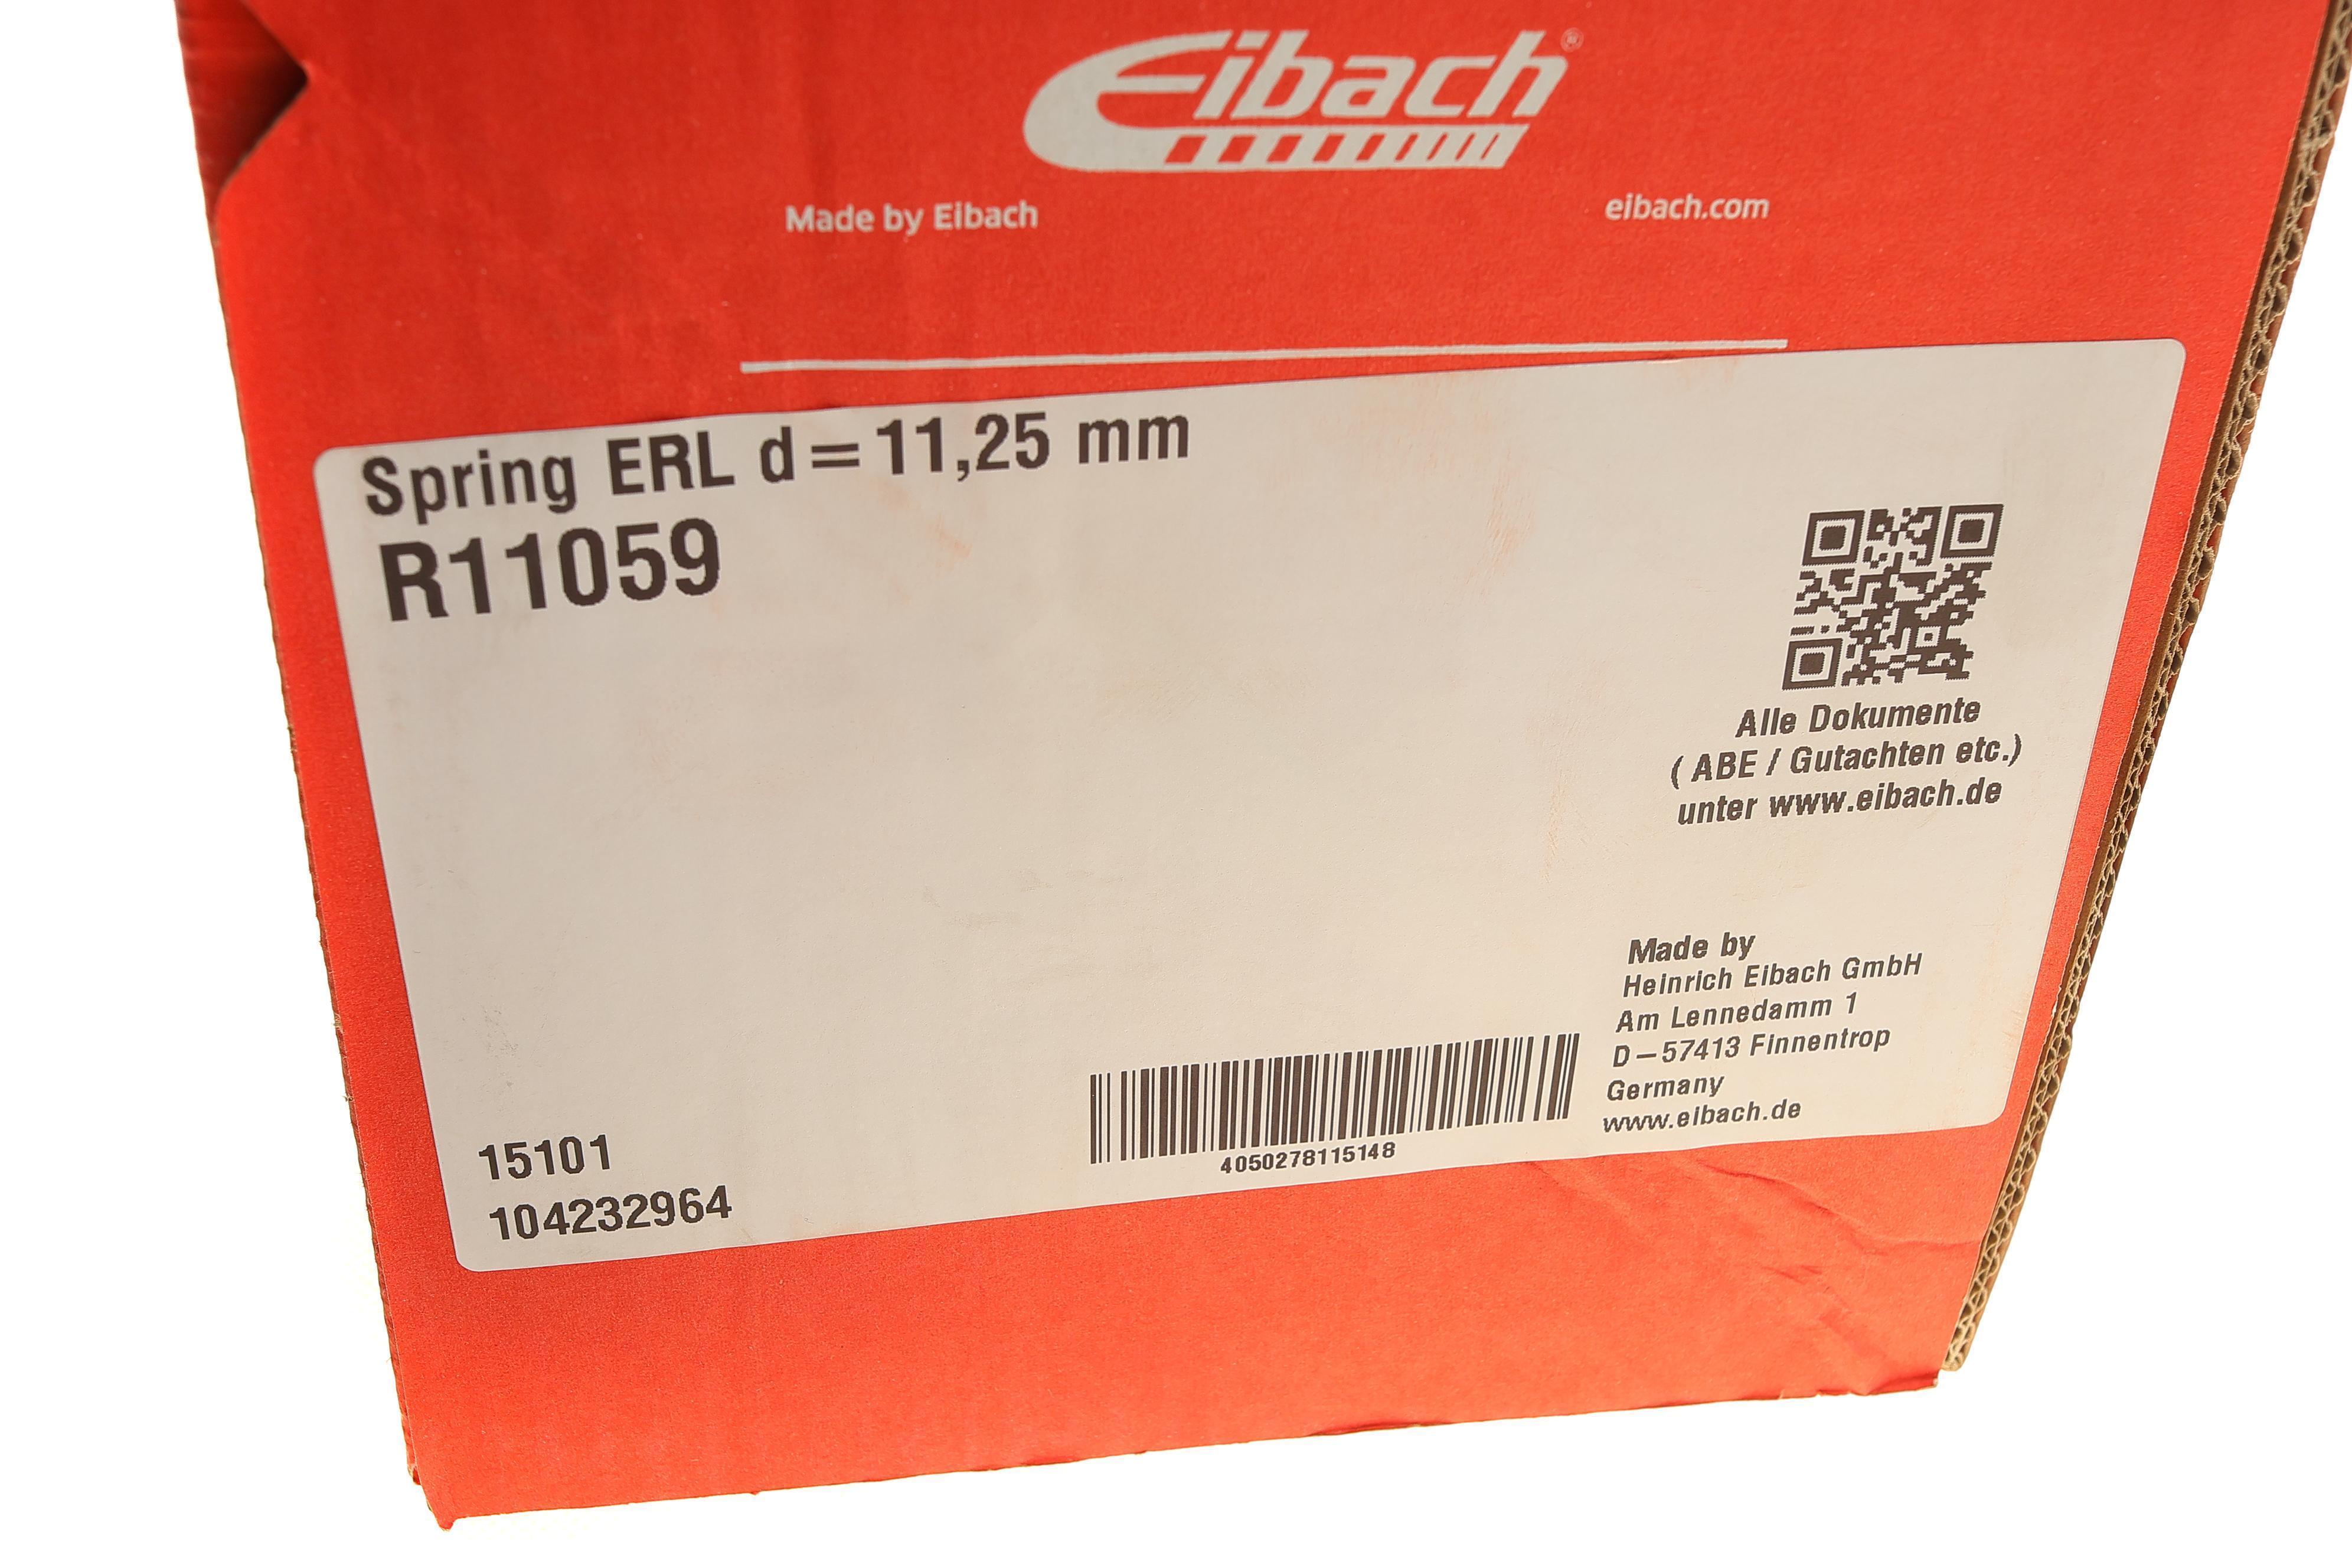 Eibach®
Made by Eibach
eibach.com
Spring ERL d=11,25 mm
R11059
Alle Dokumente
( ABE / Gutachten etc.)
unter www.eibach.de
Made by
Heinrich Eibach GmbH
Am Lennedamm 1
D-57413 Finnentrop
Germany
www.eibach.de
4050278115148
15101
104232964